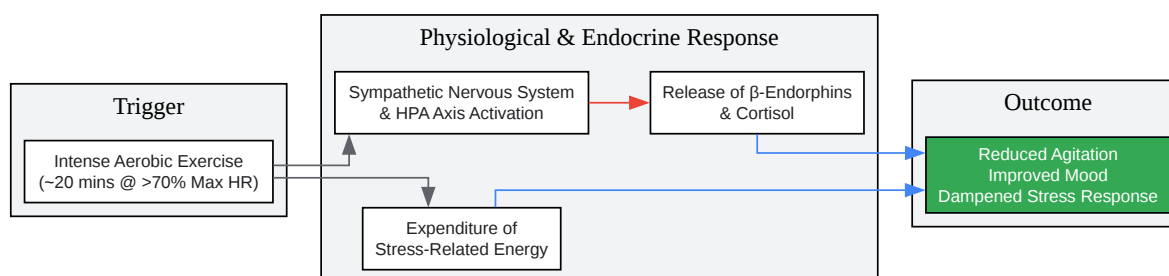 Physiological & Endocrine Response
Trigger
Intense Aerobic Exercise
(~20 mins @ >70% Max HR)
Sympathetic Nervous System
& HPA Axis Activation
Release of β-Endorphins
& Cortisol
Expenditure of
Stress-Related Energy
Outcome
Reduced Agitation
Improved Mood
Dampened Stress Response